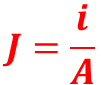 J = i/A